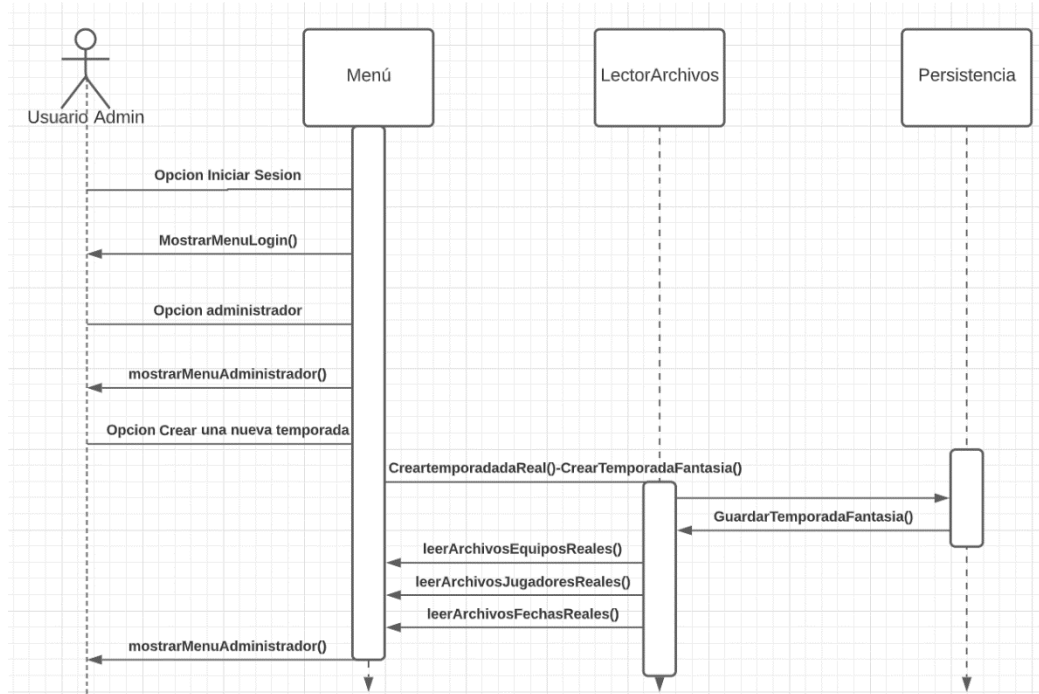 Menú
LectorArchivos
Persistencia
Usuario Admin
Opcion Iniciar Sesion
MostrarMenuLogin()
Opcion administrador
mostrarMenuAdministrador()
Opcion Crear una nueva temporada
CreartemporadadaReal()-CrearTemporadaFantasia()
GuardarTemporadaFantasia()
leerArchivosEquiposReales()
leerArchivosJugadoresReales()
leerArchivosFechasReales()
mostrarMenuAdministrador()